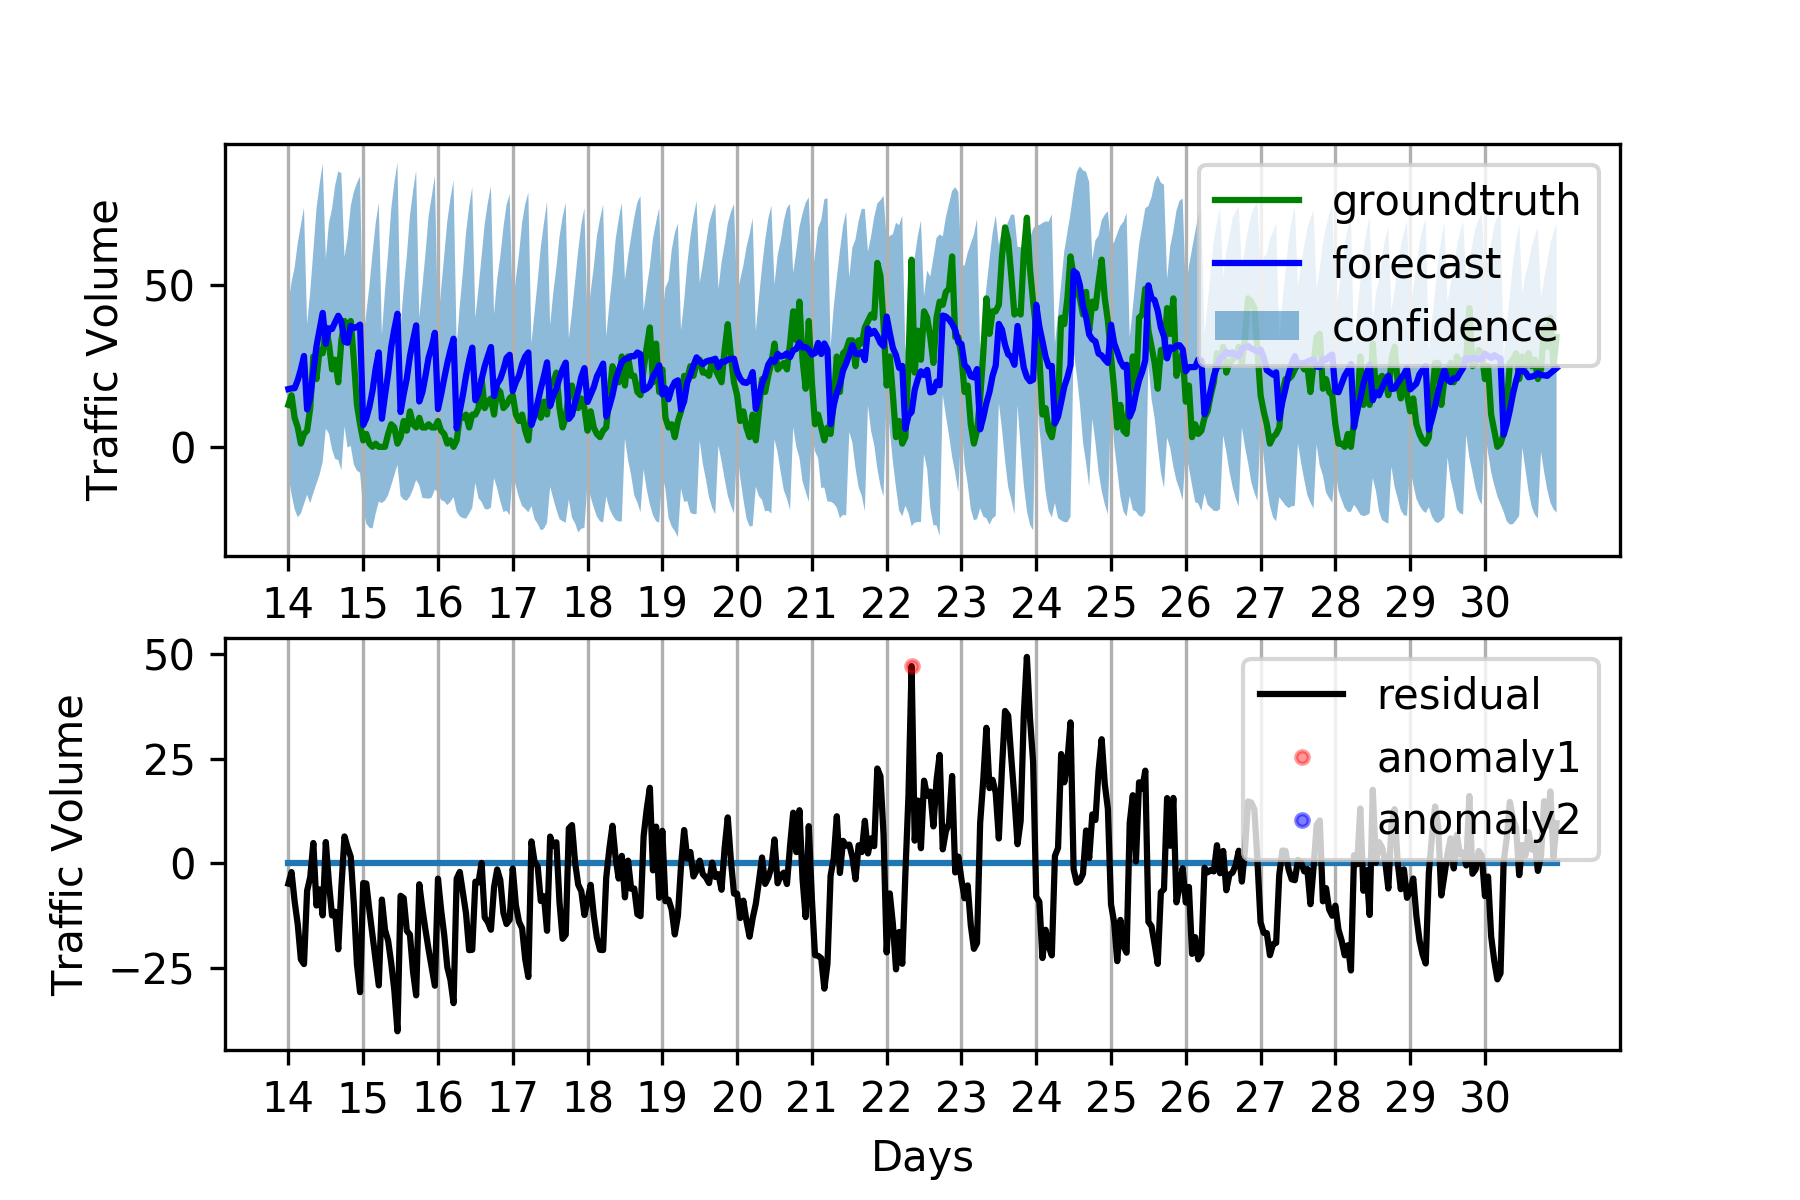 Traffic Volume
50
0
groundtruth
forecast
confidence
14 15 16 17 18 19 20 21 22 23 24 25 26 27 28 29 30
Traffic Volume
50
25
0
−25
residual
anomaly1
anomaly2
14 15 16 17 18 19 20 21 22 23 24 25 26 27 28 29 30
Days